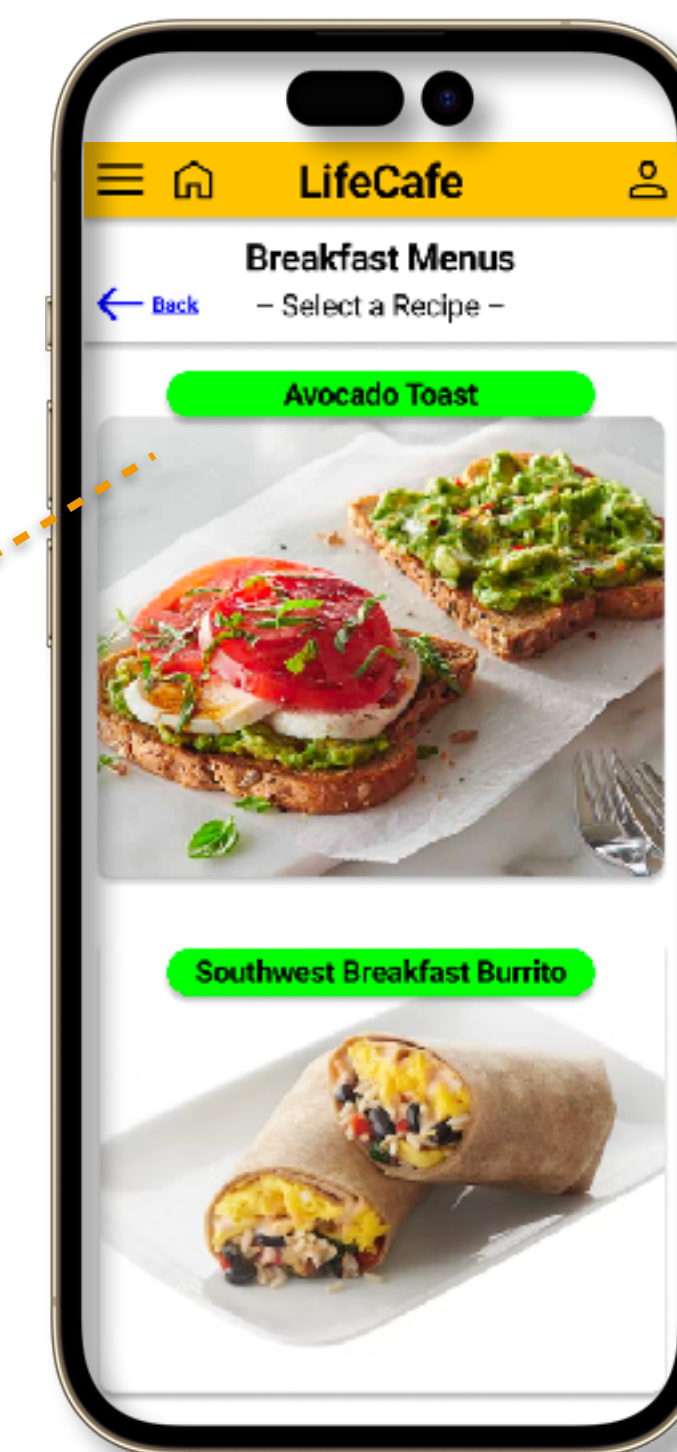 LifeCafe
Breakfast Menus
Back
– Select a Recipe –
Avocado Toast
Southwest Breakfast Burrito